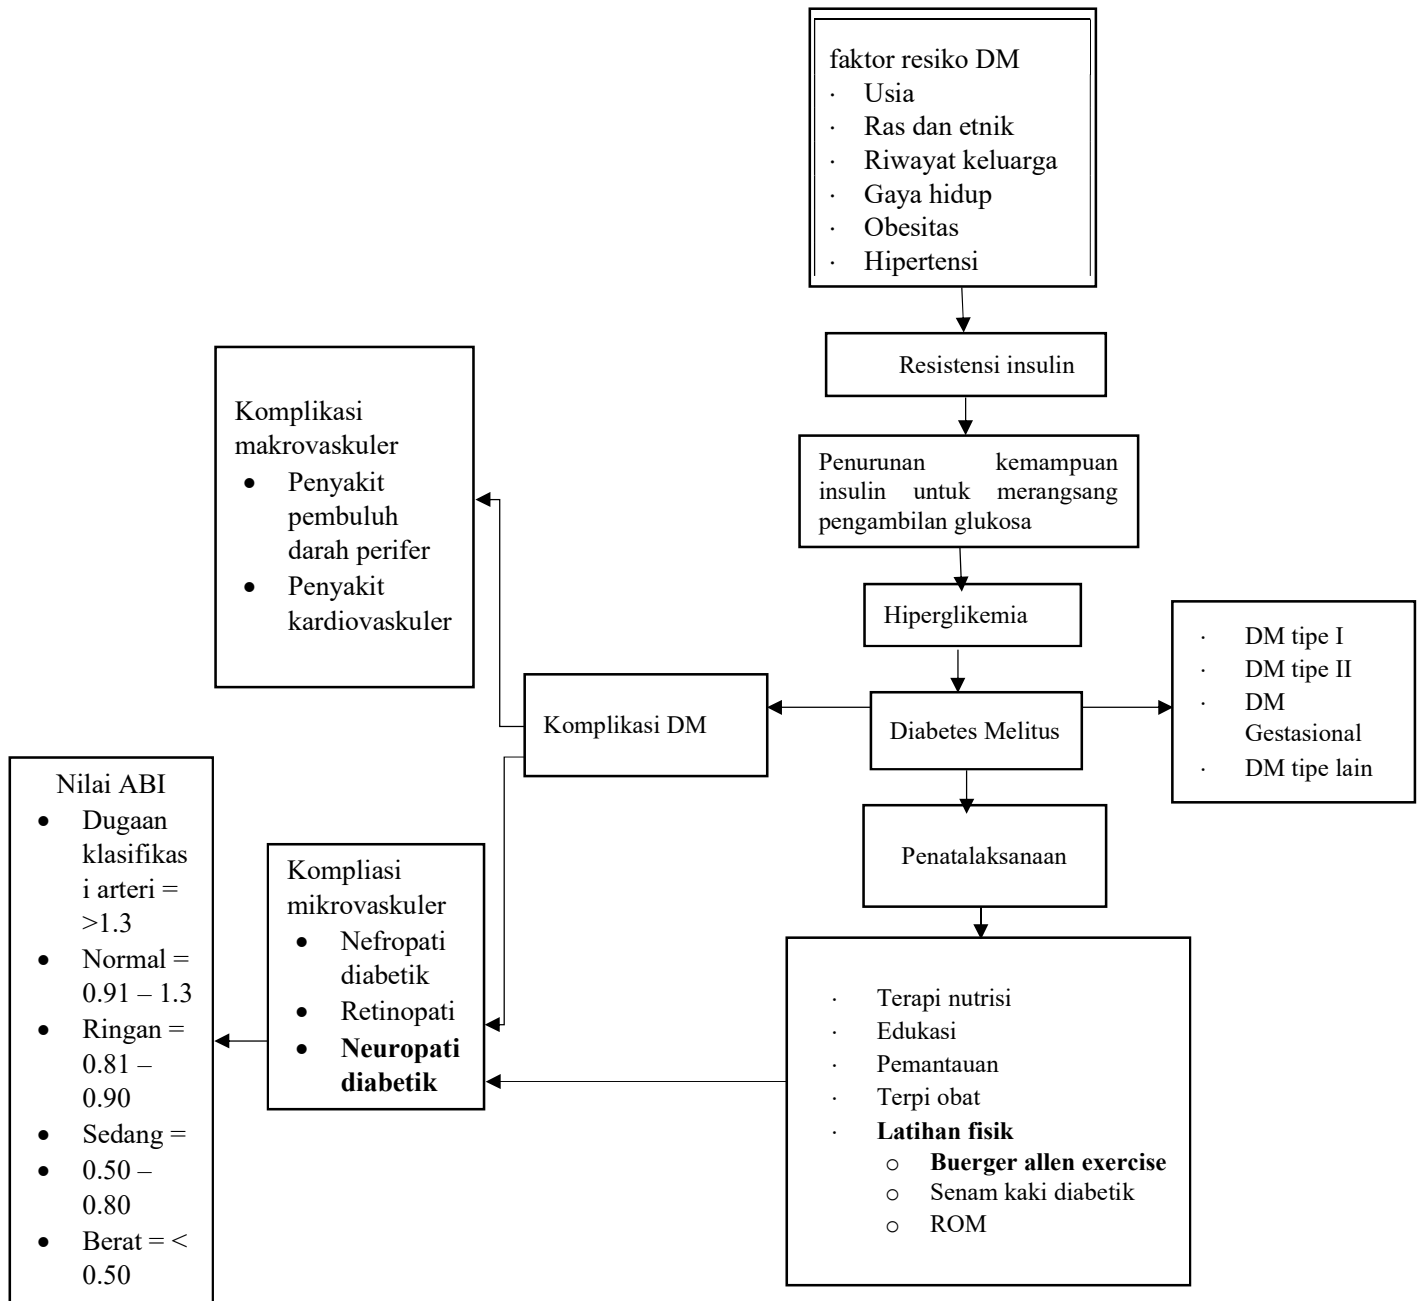 faktor resiko DM
· Usia
· Ras dan etnik
· Riwayat keluarga
· Gaya hidup
· Obesitas
· Hipertensi
Resistensi insulin
Penurunan kemampuan
insulin untuk merangsang
pengambilan glukosa
Hiperglikemia
Diabetes Melitus
· DM tipe I
· DM tipe II
· DM
Gestasional
· DM tipe lain
Komplikasi DM
Komplikasi
makrovaskuler
• Penyakit
pembuluh
darah perifer
• Penyakit
kardiovaskuler
Kompliasi
mikrovaskuler
• Nefropati
diabetik
• Retinopati
• Neuropati
diabetik
Nilai ABI
• Dugaan
klasifikas
i arteri =
>1.3
• Normal =
0.91 – 1.3
• Ringan =
0.81 –
0.90
• Sedang =
• 0.50 –
0.80
• Berat = <
0.50
Penatalaksanaan
· Terapi nutrisi
· Edukasi
· Pemantauan
· Terpi obat
· Latihan fisik
o Buerger allen exercise
o Senam kaki diabetik
o ROM